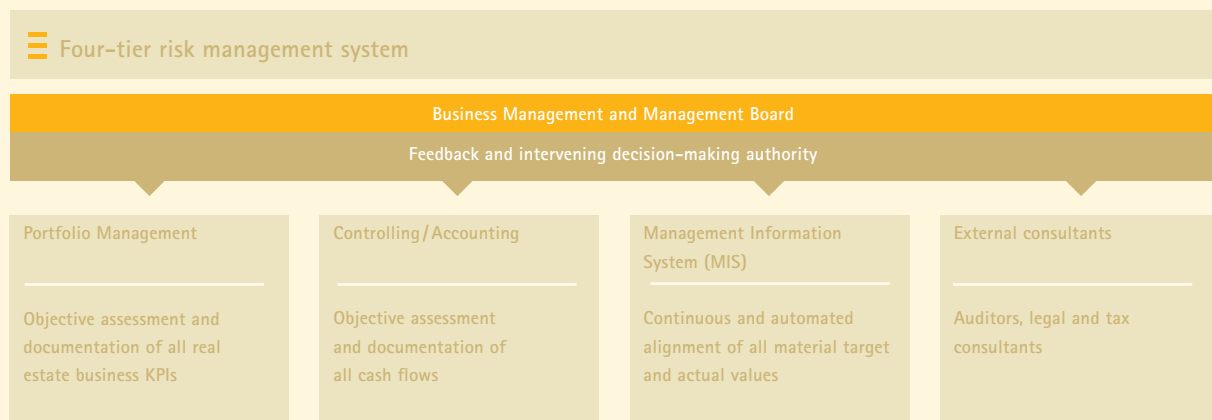 Four-tier risk management system
Business Management and Management Board
Feedback and intervening decision-making authority
Portfolio Management
Objective assessment and
documentation of all real
estate business KPIs
Controlling/Accounting
Objective assessment
and documentation of
all cash flows
Management Information
System (MIS)
Continuous and automated
alignment of all material target
and actual values
External consultants
Auditors, legal and tax
consultants